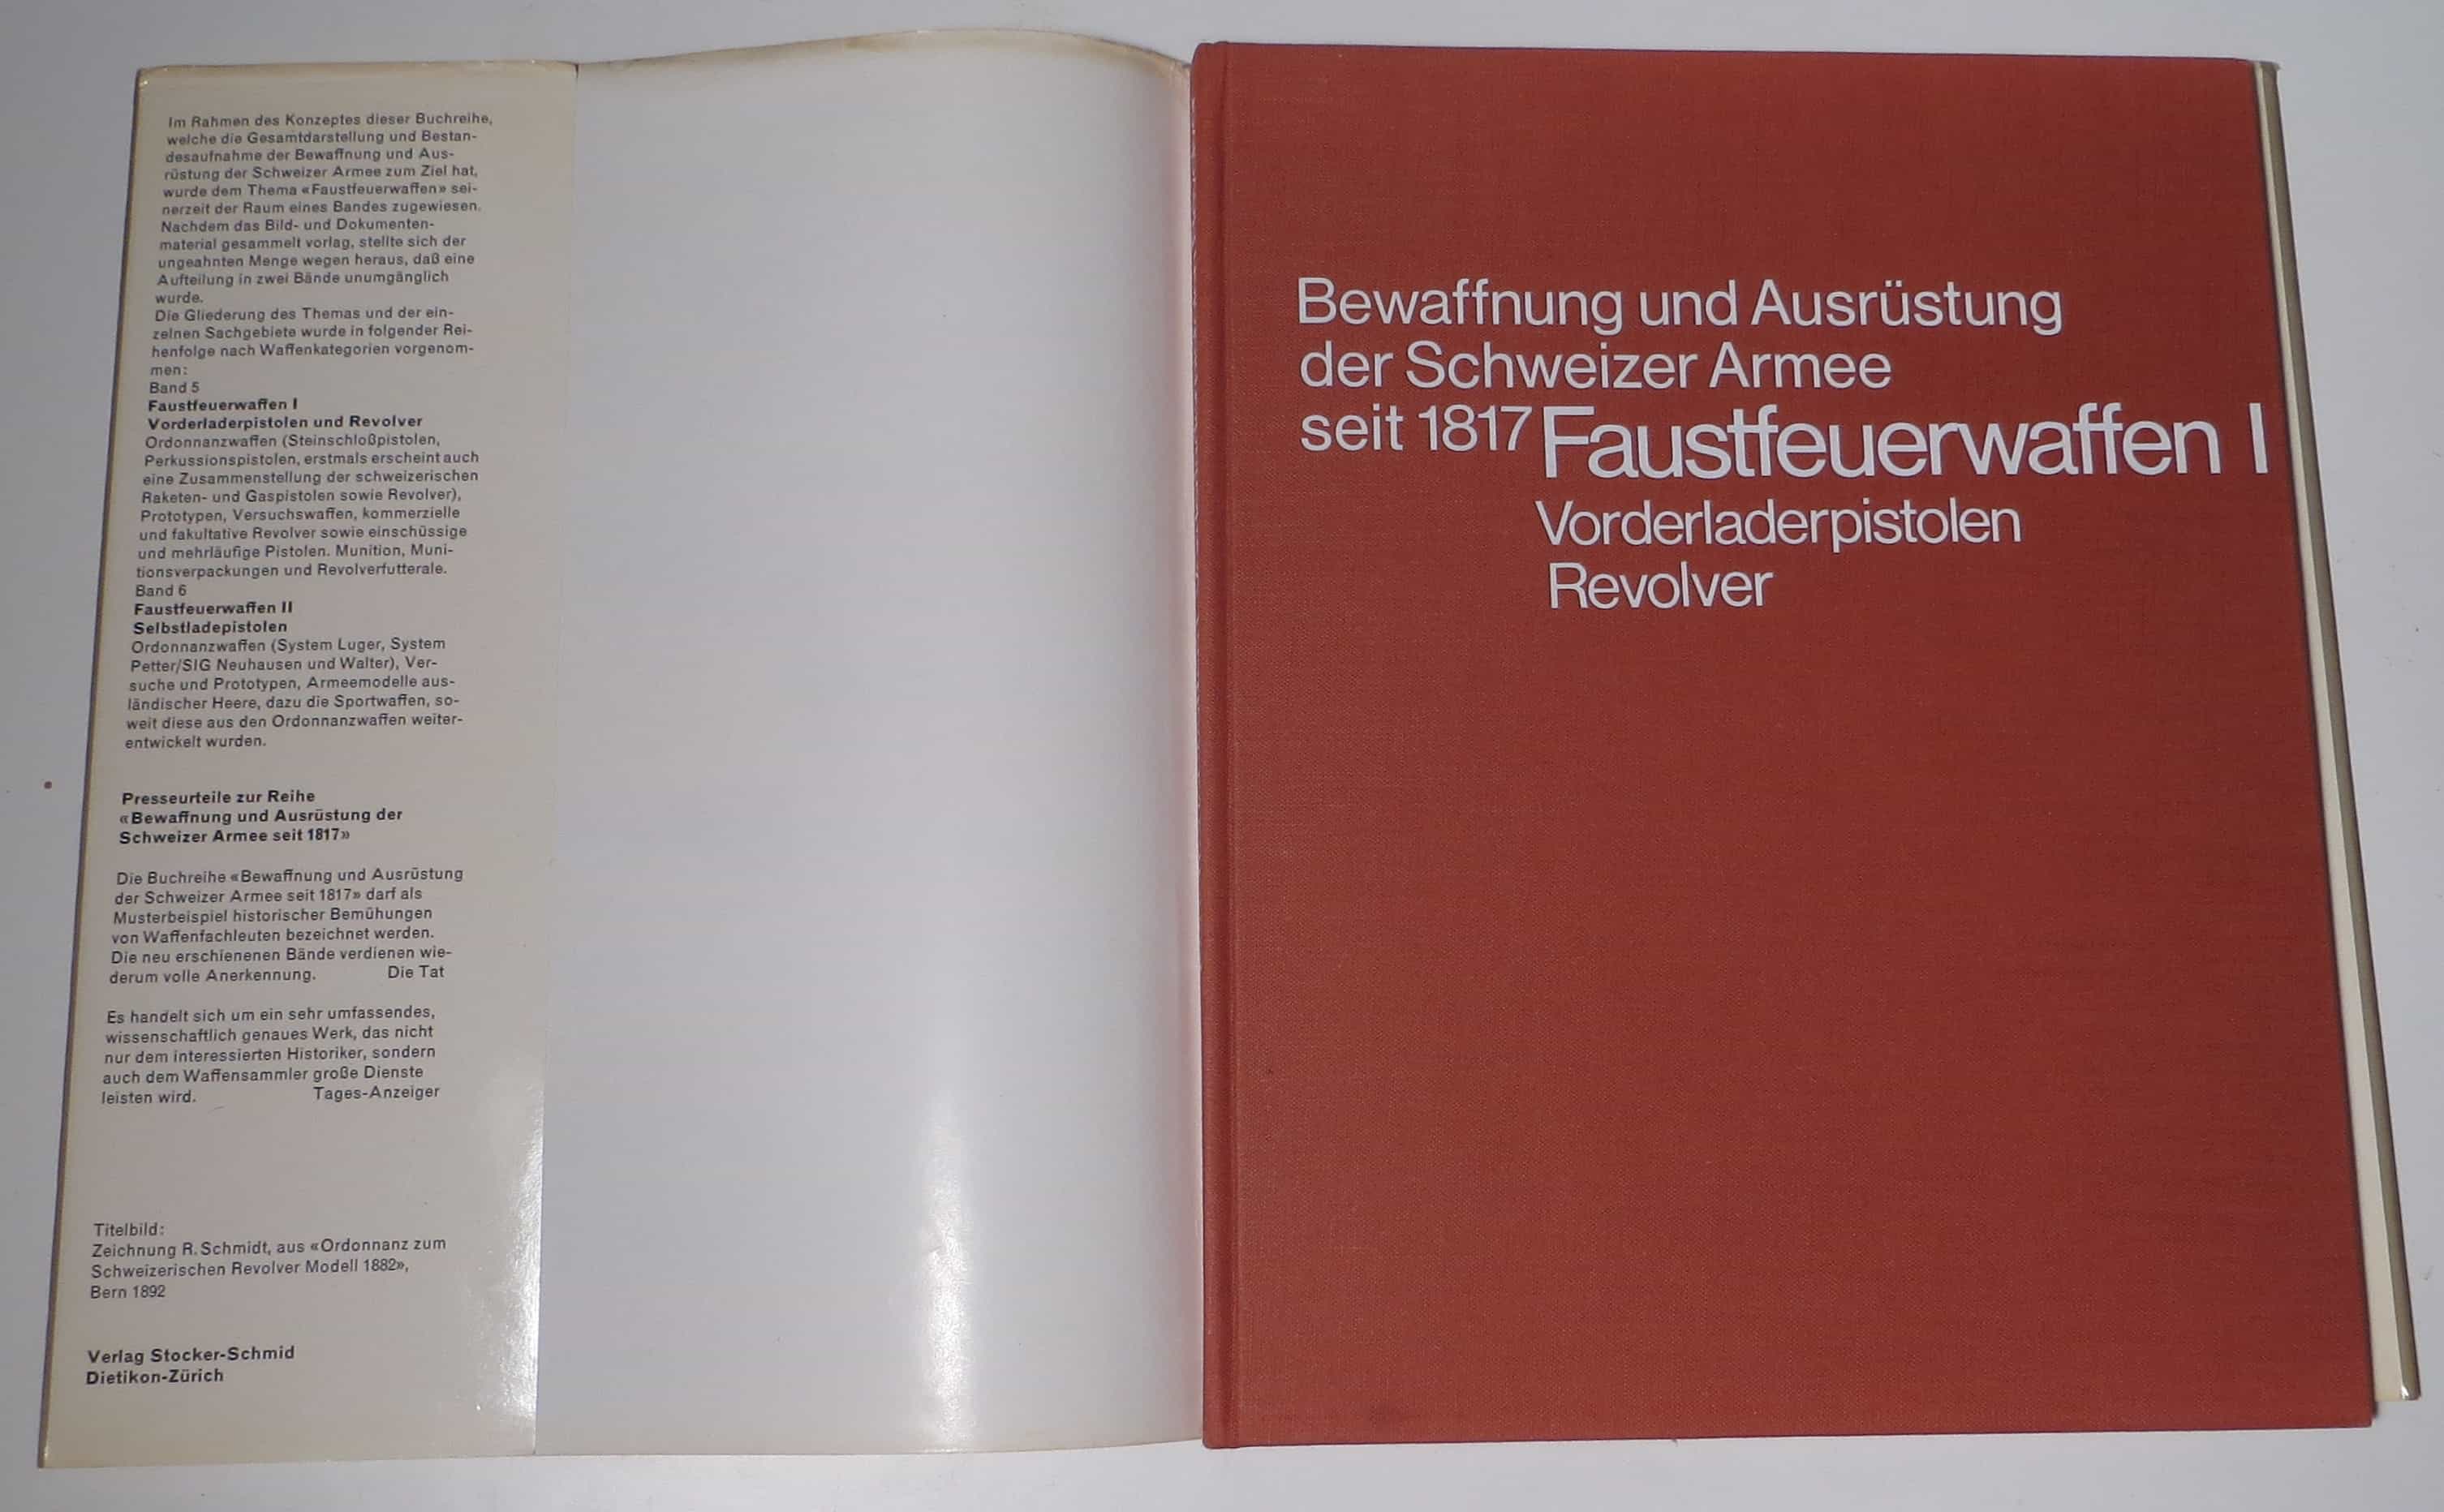 Im Rahmen des Konzeptes dieser Buchreihe,
welche die Gesamtdarstellung und Bestan-
desaufnahme der Bewaffnung und Aus-
rüstung der Schweizer Armee zum Ziel hat,
wurde dem Thema «Faustfeuerwaffen» sei-
nerzeit der Raum eines Bandes zugewiesen.
Nachdem das Bild- und Dokumenten-
material gesammelt vorlag, stellte sich der
ungeahnten Menge wegen heraus, daß eine
Aufteilung in zwei Bände unumgänglich
wurde.
Die Gliederung des Themas und der ein-
zelnen Sachgebiete wurde in folgender Rei-
henfolge nach Waffenkategorien vorgenom-
men:
Band 5
Faustfeuerwaffen I
Vorderladerpistolen und Revolver
Ordonnanzwaffen (Steinschloßpistolen,
Perkussionspistolen, erstmals erscheint auch
eine Zusammenstellung der schweizerischen
Raketen- und Gaspistolen sowie Revolver),
Prototypen, Versuchswaffen, kommerzielle
und fakultative Revolver sowie einschüssige
und mehrläufige Pistolen. Munition, Muni-
tionsverpackungen und Revolverfutterale.
Band 6
Faustfeuerwaffen II
Selbstladepistolen
Ordonnanzwaffen (System Luger, System
Petter/SIG Neuhausen und Walter), Ver-
suche und Prototypen, Armeemodelle aus-
ländischer Heere, dazu die Sportwaffen, so-
weit diese aus den Ordonnanzwaffen weiter-
entwickelt wurden.
Presseurteile zur Reihe
«Bewaffnung und Ausrüstung der
Schweizer Armee seit 1817»
Die Buchreihe «Bewaffnung und Ausrüstung
der Schweizer Armee seit 1817» darf als
Musterbeispiel historischer Bemühungen
von Waffenfachleuten bezeichnet werden.
Die neu erschienenen Bände verdienen wie-
derum volle Anerkennung. Die Tat
Es handelt sich um ein sehr umfassendes,
wissenschaftlich genaues Werk, das nicht
nur dem interessierten Historiker, sondern
auch dem Waffensammler große Dienste
leisten wird. Tages-Anzeiger
Titelbild:
Zeichnung R. Schmidt, aus «Ordonnanz zum
Schweizerischen Revolver Modell 1882»,
Bern 1892
Verlag Stocker-Schmid
Dietikon-Zürich
Bewaffnung und Ausrüstung
der Schweizer Armee
seit 1817 Faustfeuerwaffen I
Vorderladerpistolen
Revolver